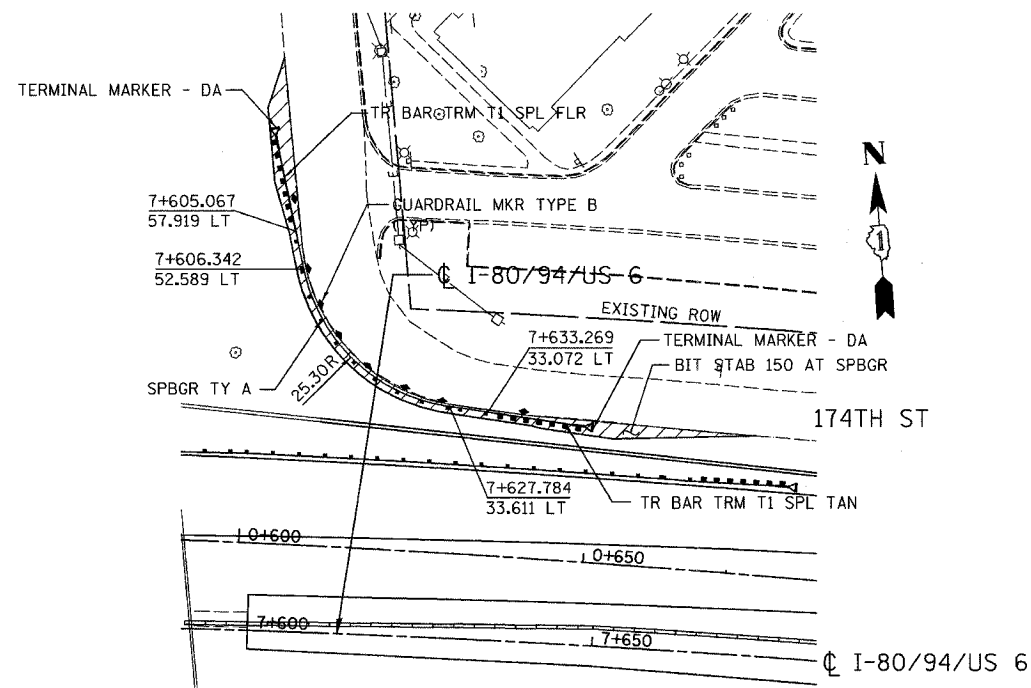 TERMINAL MARKER - DA
TR BAR TRM T1 SPL FLR
N
7+605.067
57.919 LT
GUARDRAIL MKR TYPE B
(TYP)
7+606.342
52.589 LT
1
℄ I-80/94/US 6
EXISTING ROW
7+633.269
33.072 LT
TERMINAL MARKER - DA
BIT STAB 150 AT SPBGR
SPBGR TY A
25.30R
174TH ST
7+627.784
33.611 LT
TR BAR TRM T1 SPL TAN
0+600
0+650
7+600
7+650
℄ I-80/94/US 6